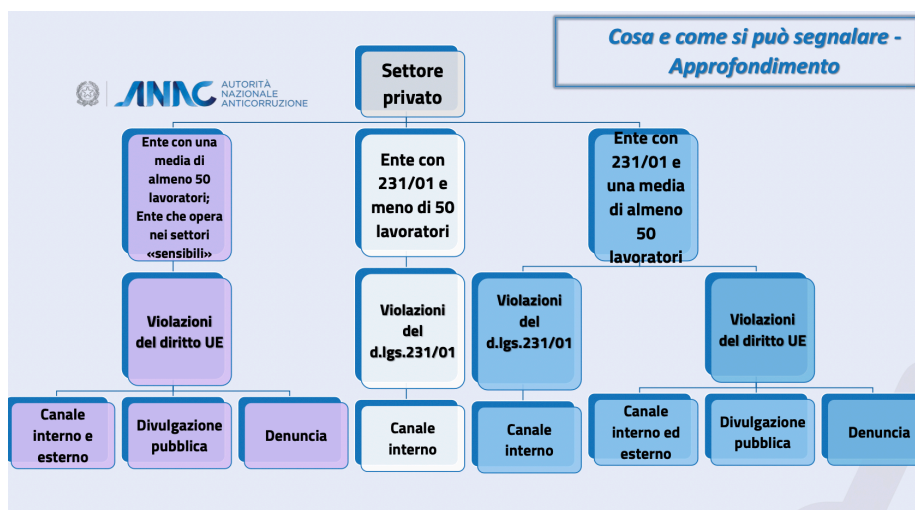 Cosa e come si può segnalare -
Approfondimento
ANAC
AUTORITÀ
NAZIONALE
ANTICORRUZIONE
Settore
privato
Ente con una
media di
almeno 50
lavoratori;
Ente che opera
nei settori
«sensibili»
Ente con
231/01 e
meno di 50
lavoratori
Ente con
231/01 e
una media
di almeno
50
lavoratori
Violazioni
del diritto UE
Violazioni
del
d.lgs.231/01
Violazioni
del
d.lgs.231/01
Violazioni
del diritto UE
Canale
interno e
esterno
Divulgazione
pubblica
Denuncia
Canale
interno
Canale
interno
Canale
interno ed
esterno
Divulgazione
pubblica
Denuncia